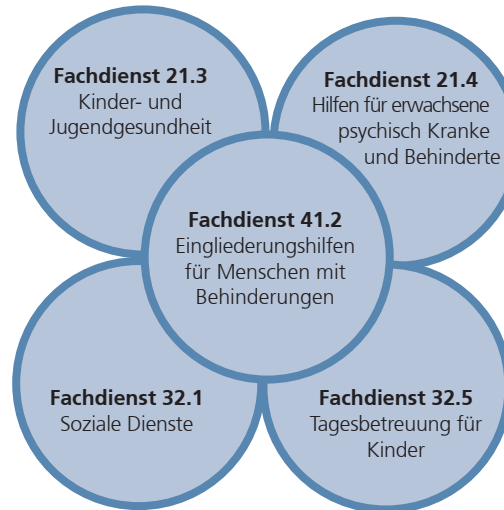 Fachdienst 21.3
Kinder- und
Jugendgesundheit
Fachdienst 21.4
Hilfen für erwachsene
psychisch Kranke
und Behinderte
Fachdienst 41.2
Eingliederungshilfen
für Menschen mit
Behinderungen
Fachdienst 32.1
Soziale Dienste
Fachdienst 32.5
Tagesbetreuung für
Kinder